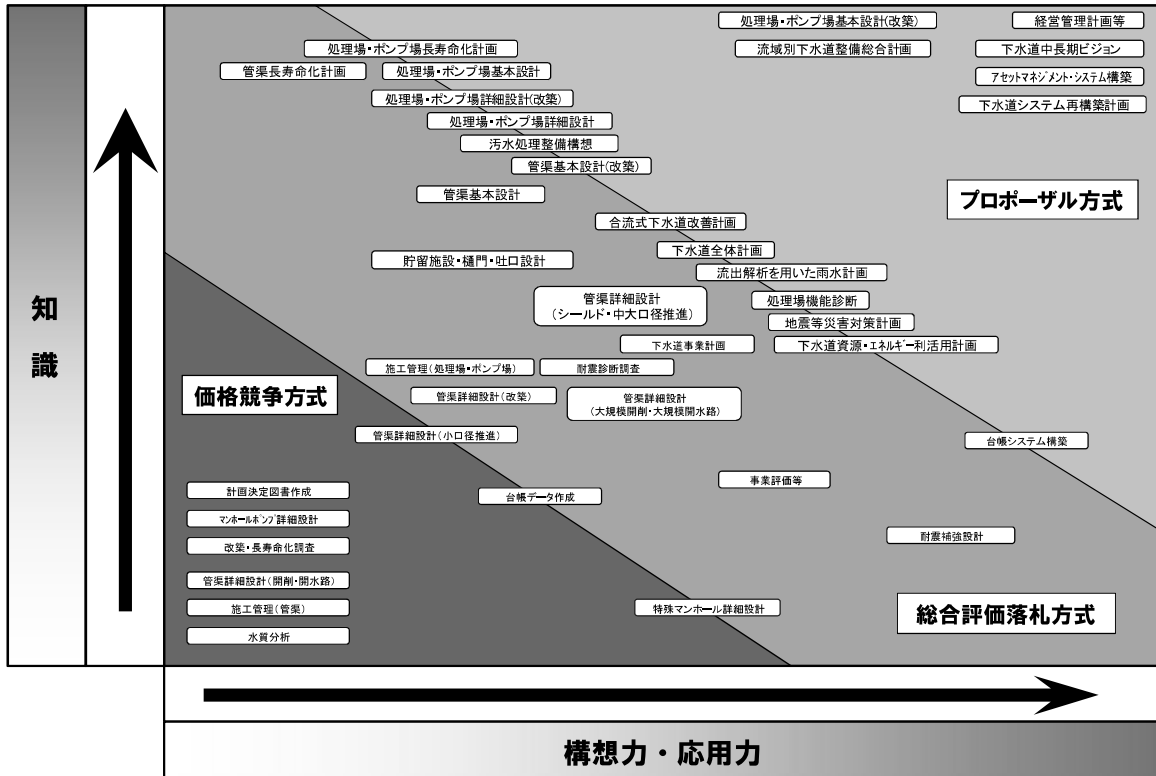 処理場・ポンプ場基本設計(改築)
経営管理計画等
処理場・ポンプ場長寿命化計画
流域別下水道整備総合計画
下水道中長期ビジョン
管渠長寿命化計画
処理場・ポンプ場基本設計
アセットマネジメント・システム構築
処理場・ポンプ場詳細設計(改築)
下水道システム再構築計画
処理場・ポンプ場詳細設計
汚水処理整備構想
管渠基本設計(改築)
管渠基本設計
プロポーザル方式
合流式下水道改善計画
下水道全体計画
貯留施設・樋門・吐口設計
流出解析を用いた雨水計画
管渠詳細設計
(シールド・中大口径推進)
処理場機能診断
地震等災害対策計画
下水道事業計画
下水道資源・エネルギー利活用計画
施工管理(処理場・ポンプ場)
耐震診断調査
価格競争方式
管渠詳細設計(改築)
管渠詳細設計
(大規模開削・大規模開水路)
管渠詳細設計(小口径推進)
台帳システム構築
事業評価等
計画決定図書作成
台帳データ作成
マンホールポンプ詳細設計
耐震補強設計
改築・長寿命化調査
管渠詳細設計(開削・開水路)
施工管理(管渠)
特殊マンホール詳細設計
総合評価落札方式
水質分析
知識
構想力・応用力